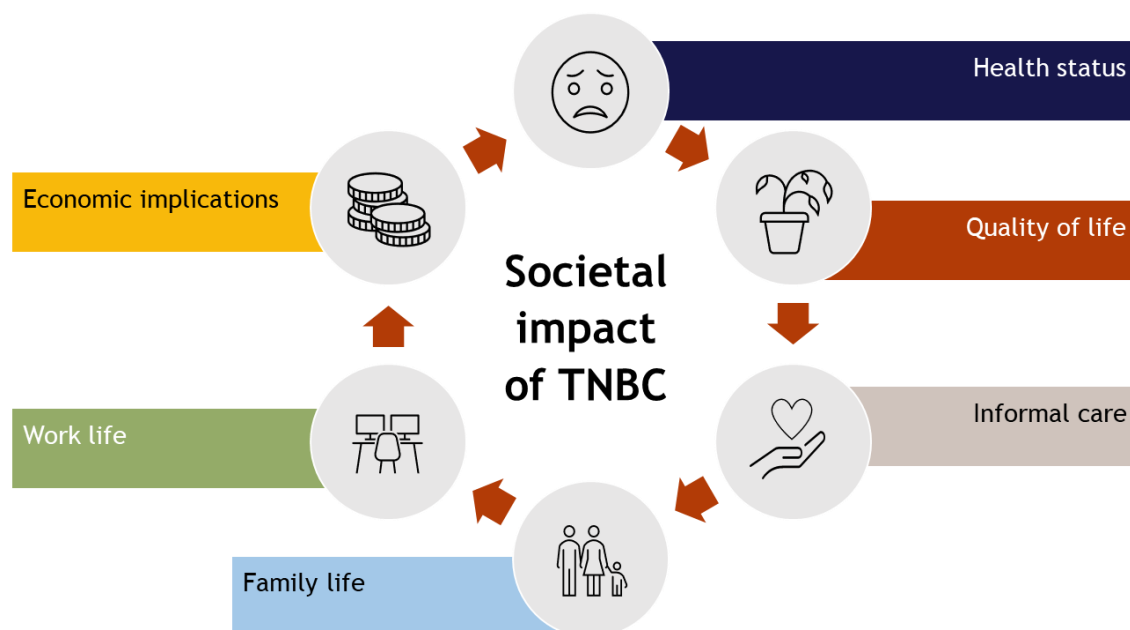 Health status
Economic implications
Quality of life
Societal
impact
of TNBC
Informal care
Work life
Family life